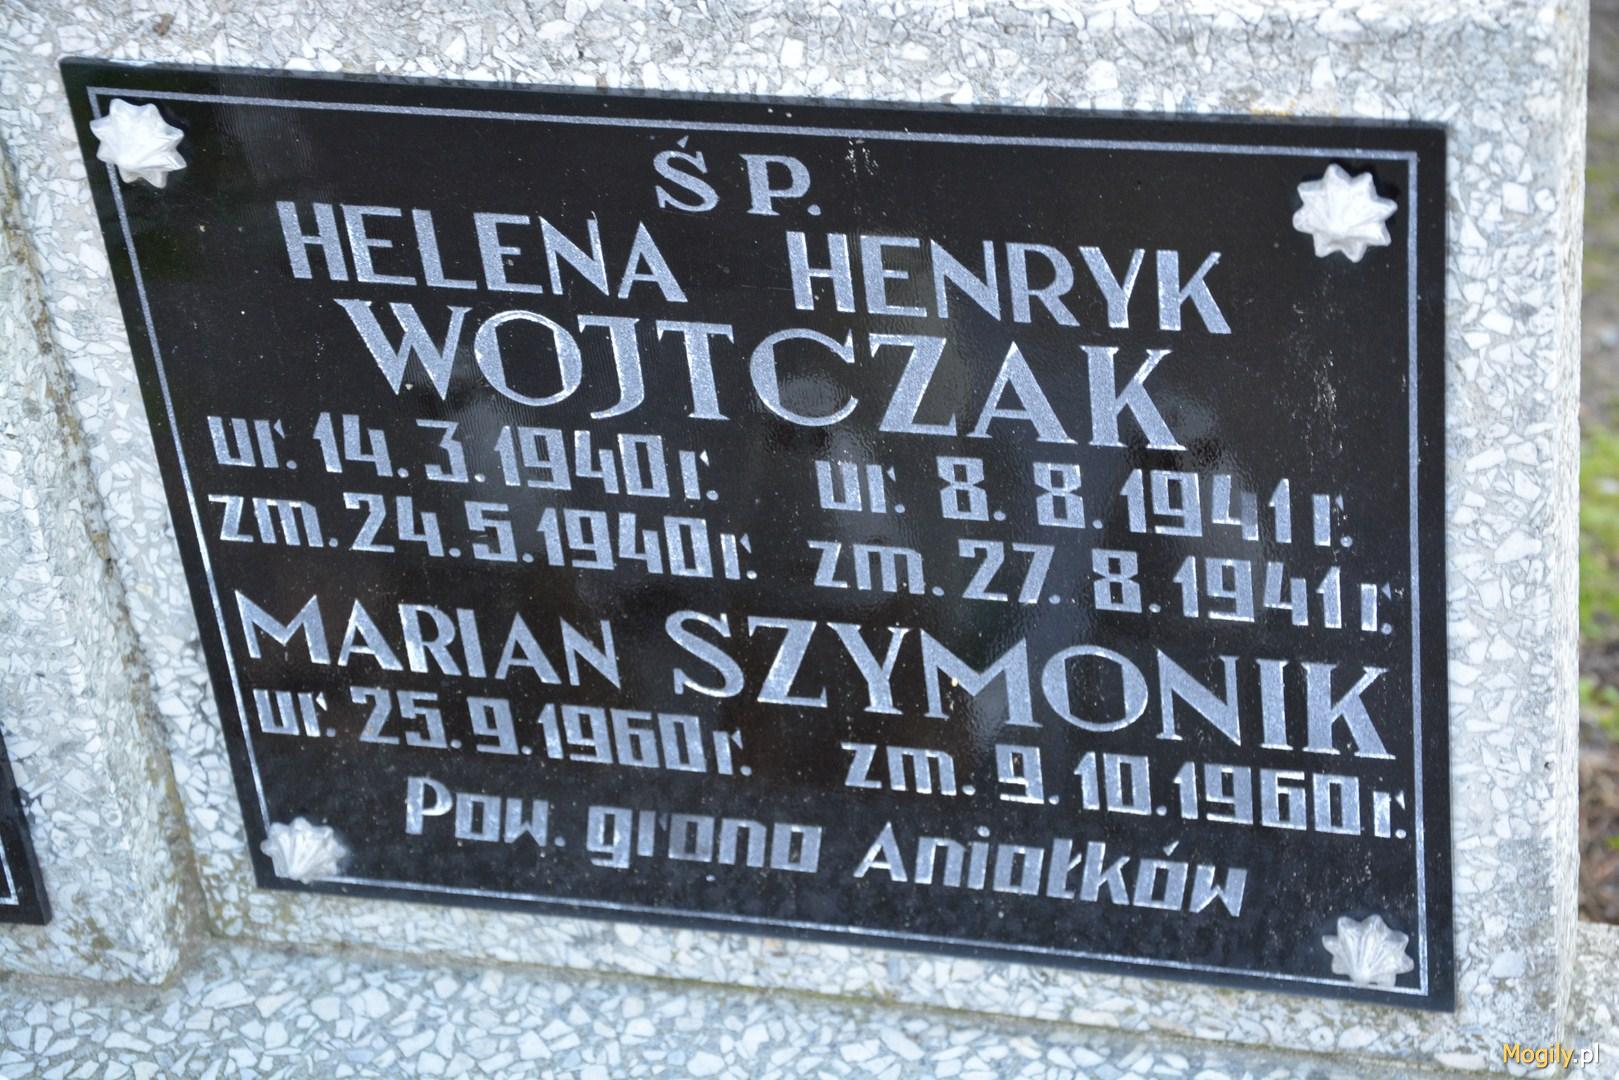 Ś P.
HELENA HENRYK
WOJTCZAK
ur. 14. 3. 1940 r. ur. 8. 8. 1941 r.
zm. 24. 5. 1940 r. zm. 27. 8. 1941 r.
MARIAN SZYMONIK
ur. 25. 9. 1960 r. zm. 9. 10. 1960 r.
Pow. grono Aniołków
Mogily.pl